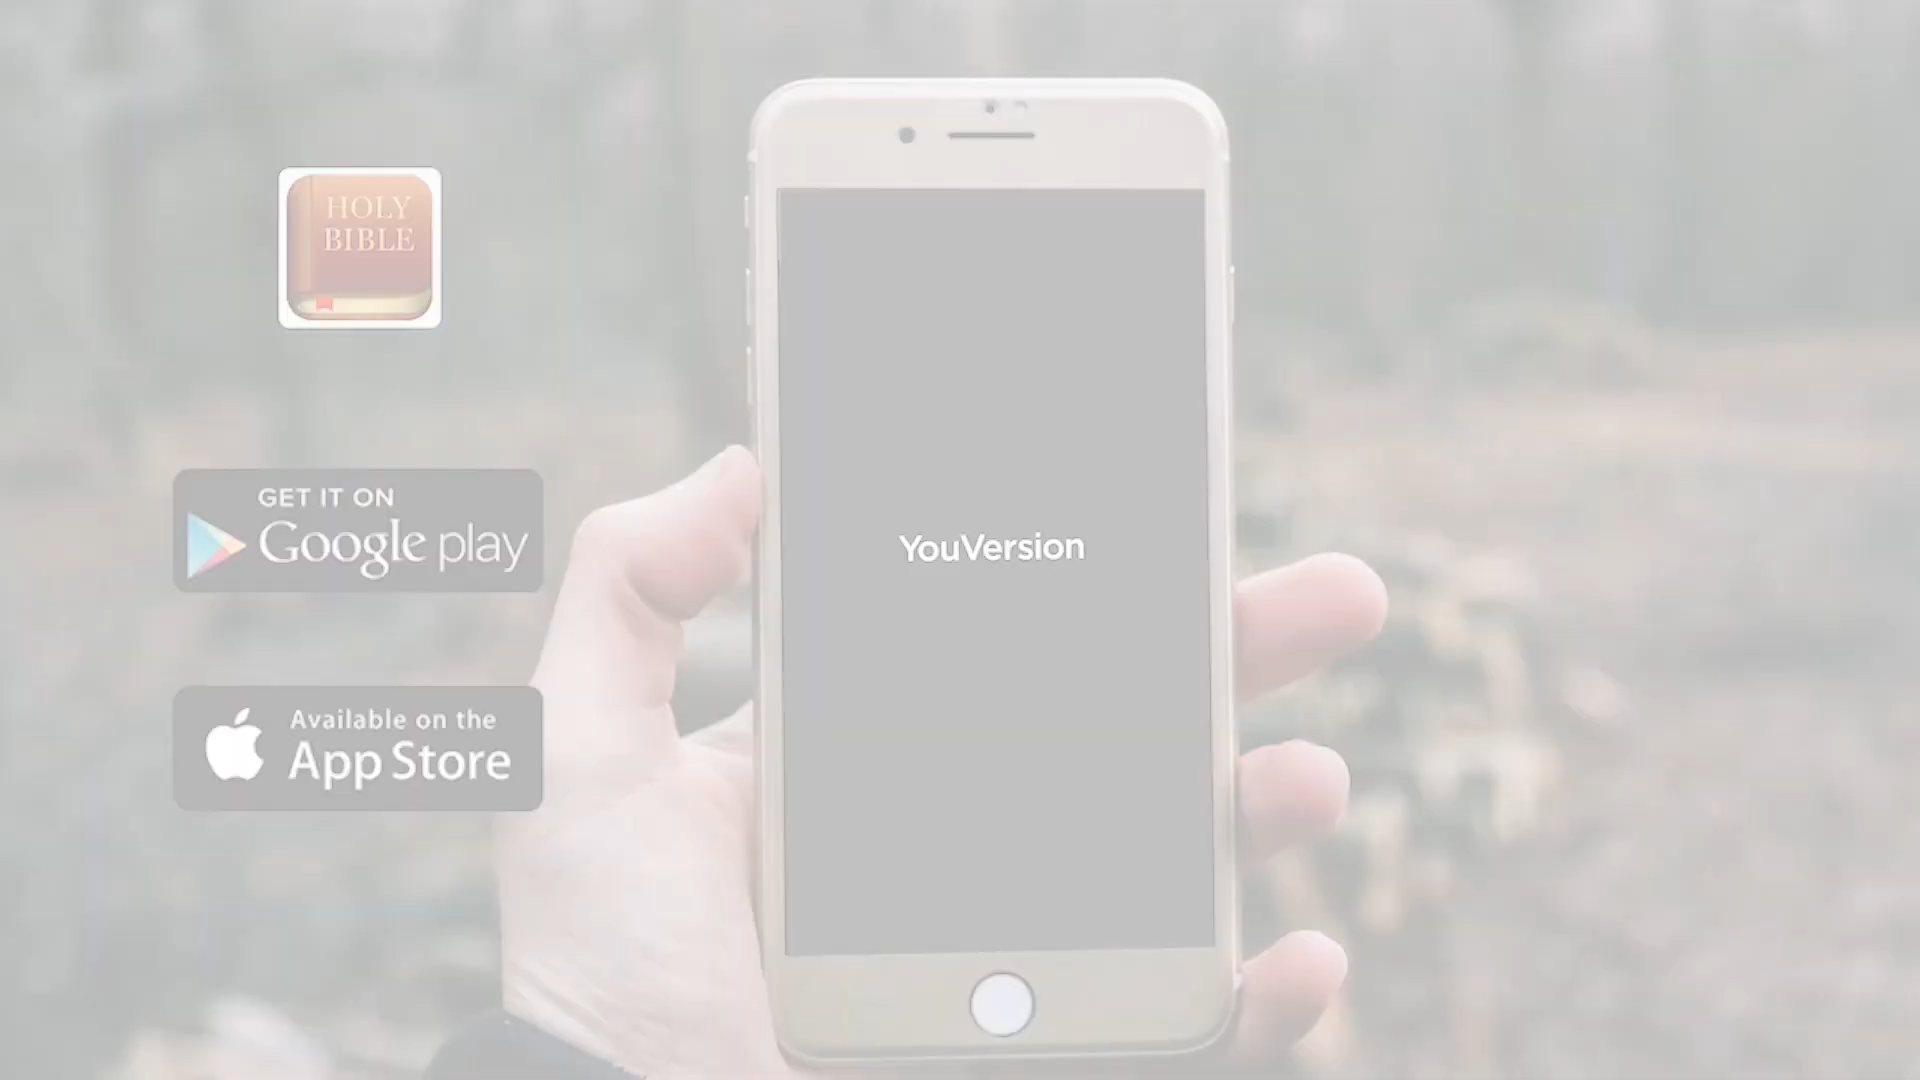 HOLY
BIBLE
GET IT ON
Google play
Available on the
App Store
YouVersion